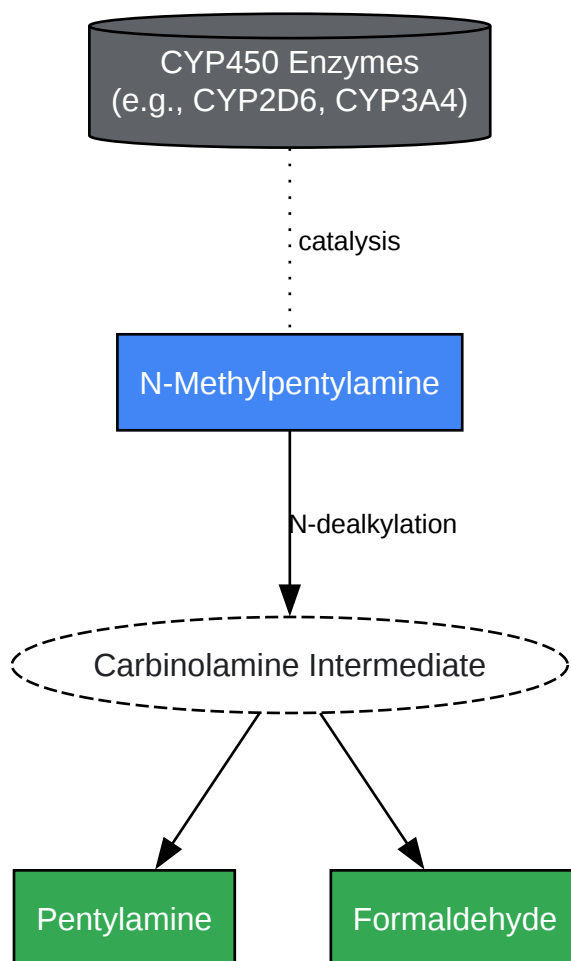 CYP450 Enzymes
(e.g., CYP2D6, CYP3A4)
catalysis
N-Methylpentylamine
N-dealkylation
Carbinolamine Intermediate
Pentylamine
Formaldehyde